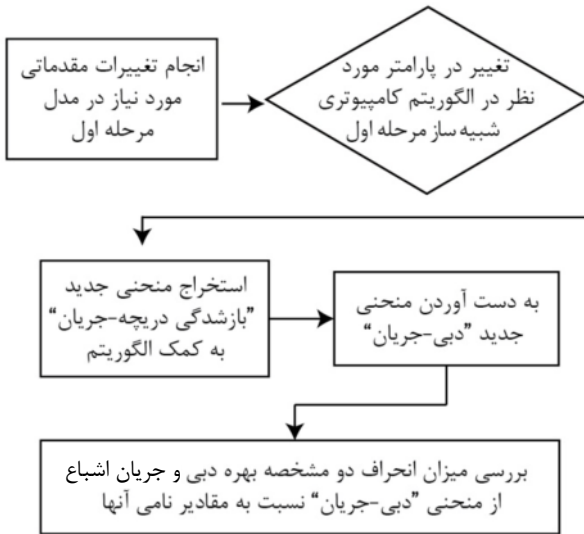 انجام تغییرات مقدماتی
مورد نیاز در مدل
مرحله اول
تغییر در پارامتر مورد
نظر در الگوریتم کامپیوتری
شبیه ساز مرحله اول
استخراج منحنی جدید
”بازشدگی دریچه-جریان“
به کمک الگوریتم
به دست آوردن منحنی
جدید ”دبی-جریان“
بررسی میزان انحراف دو مشخصه بهره دبی و جریان اشباع
از منحنی ”دبی-جریان“ نسبت به مقادیر نامی آنها